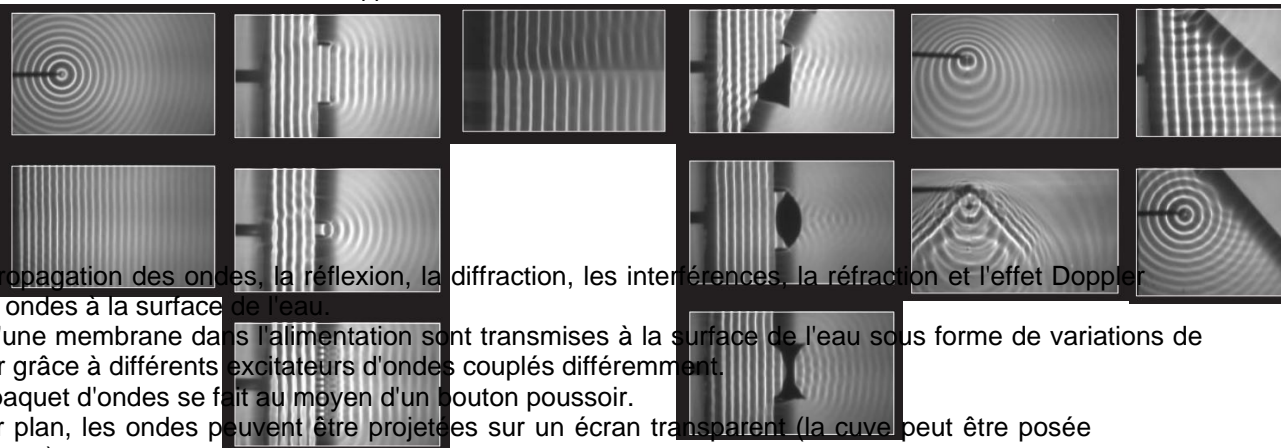 ropagation des ondes, la réflexion, la diffraction, les interférences, la réfraction et l'effet Doppler
ondes à la surface de l'eau.
'une membrane dans l'alimentation sont transmises à la surface de l'eau sous forme de variations de
r grâce à différents excitateurs d'ondes couplés différemment.
paquet d'ondes se fait au moyen d'un bouton poussoir.
r plan, les ondes peuvent être projetées sur un écran transparent (la cuve peut être posée